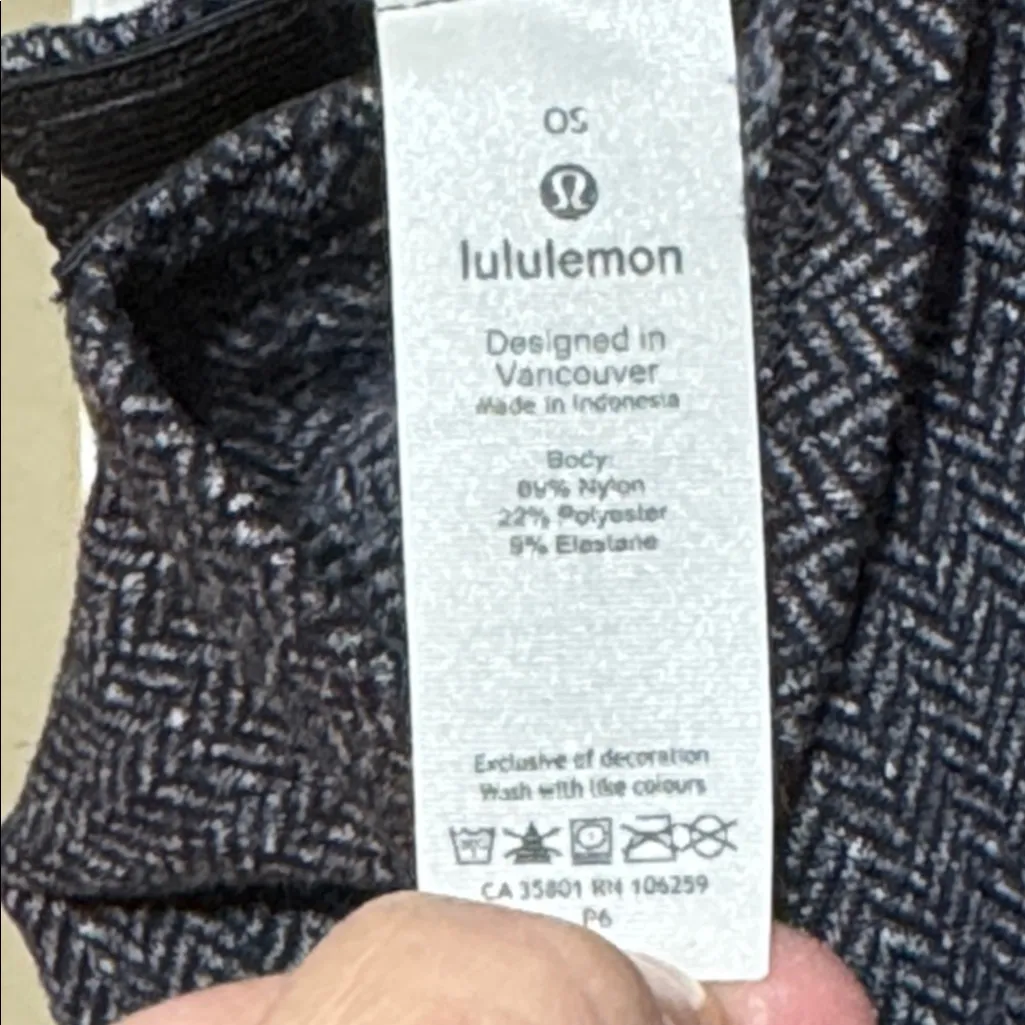 OS
lululemon
Designed in
Vancouver
Made in Indonesia
Body:
69% Nylon
22% Polyester
9% Elastane
Exclusive of decoration
Wash with like colours
CA 35801 RN 106259
P6